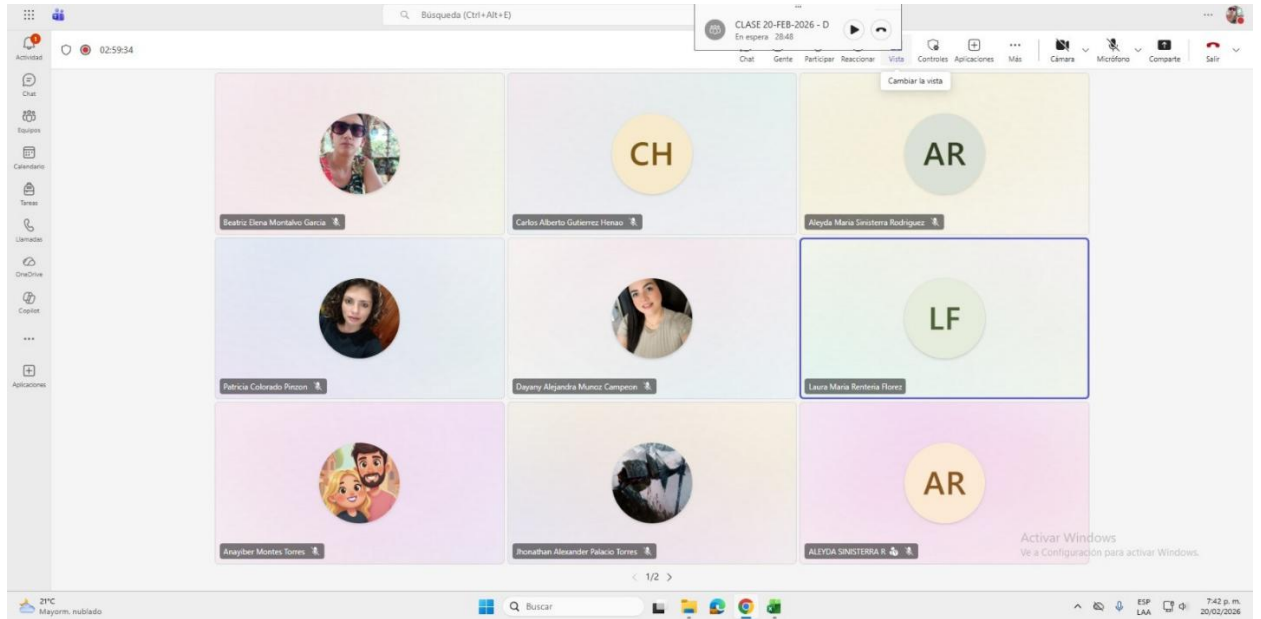 Búsqueda (Ctrl+Alt+E)
CLASE 20-FEB-2026 - D
En espera 28:48
02:59:34
Chat Gente Participar Reaccionar Vista Controles Aplicaciones Más Cámara Micrófono Comparte Salir
Cambiar la vista
1
Actividad
Chat
Equipos
Calendario
Tareas
Llamadas
OneDrive
Copilot
Aplicaciones
CH
AR
Beatriz Elena Montalvo Garcia
Carlos Alberto Gutierrez Henao
Aleyda Maria Sinisterra Rodriguez
LF
Patricia Colorado Pinzon
Dayany Alejandra Munoz Campeon
Laura Maria Renteria Florez
AR
Anayiber Montes Torres
Jhonathan Alexander Palacio Torres
ALEYDA SINISTERRA R
Activar Windows
Ve a Configuración para activar Windows.
1/2
21°C
Mayorm. nublado
Buscar
ESP
LAA
7:42 p. m.
20/02/2026